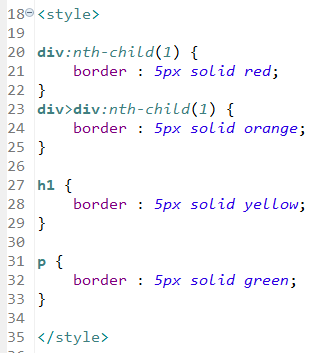 18 <style>
19
20 div:nth-child(1) {
21     border : 5px solid red;
22 }
23 div>div:nth-child(1) {
24     border : 5px solid orange;
25 }
26
27 h1 {
28     border : 5px solid yellow;
29 }
30
31 p {
32     border : 5px solid green;
33 }
34
35 </style>